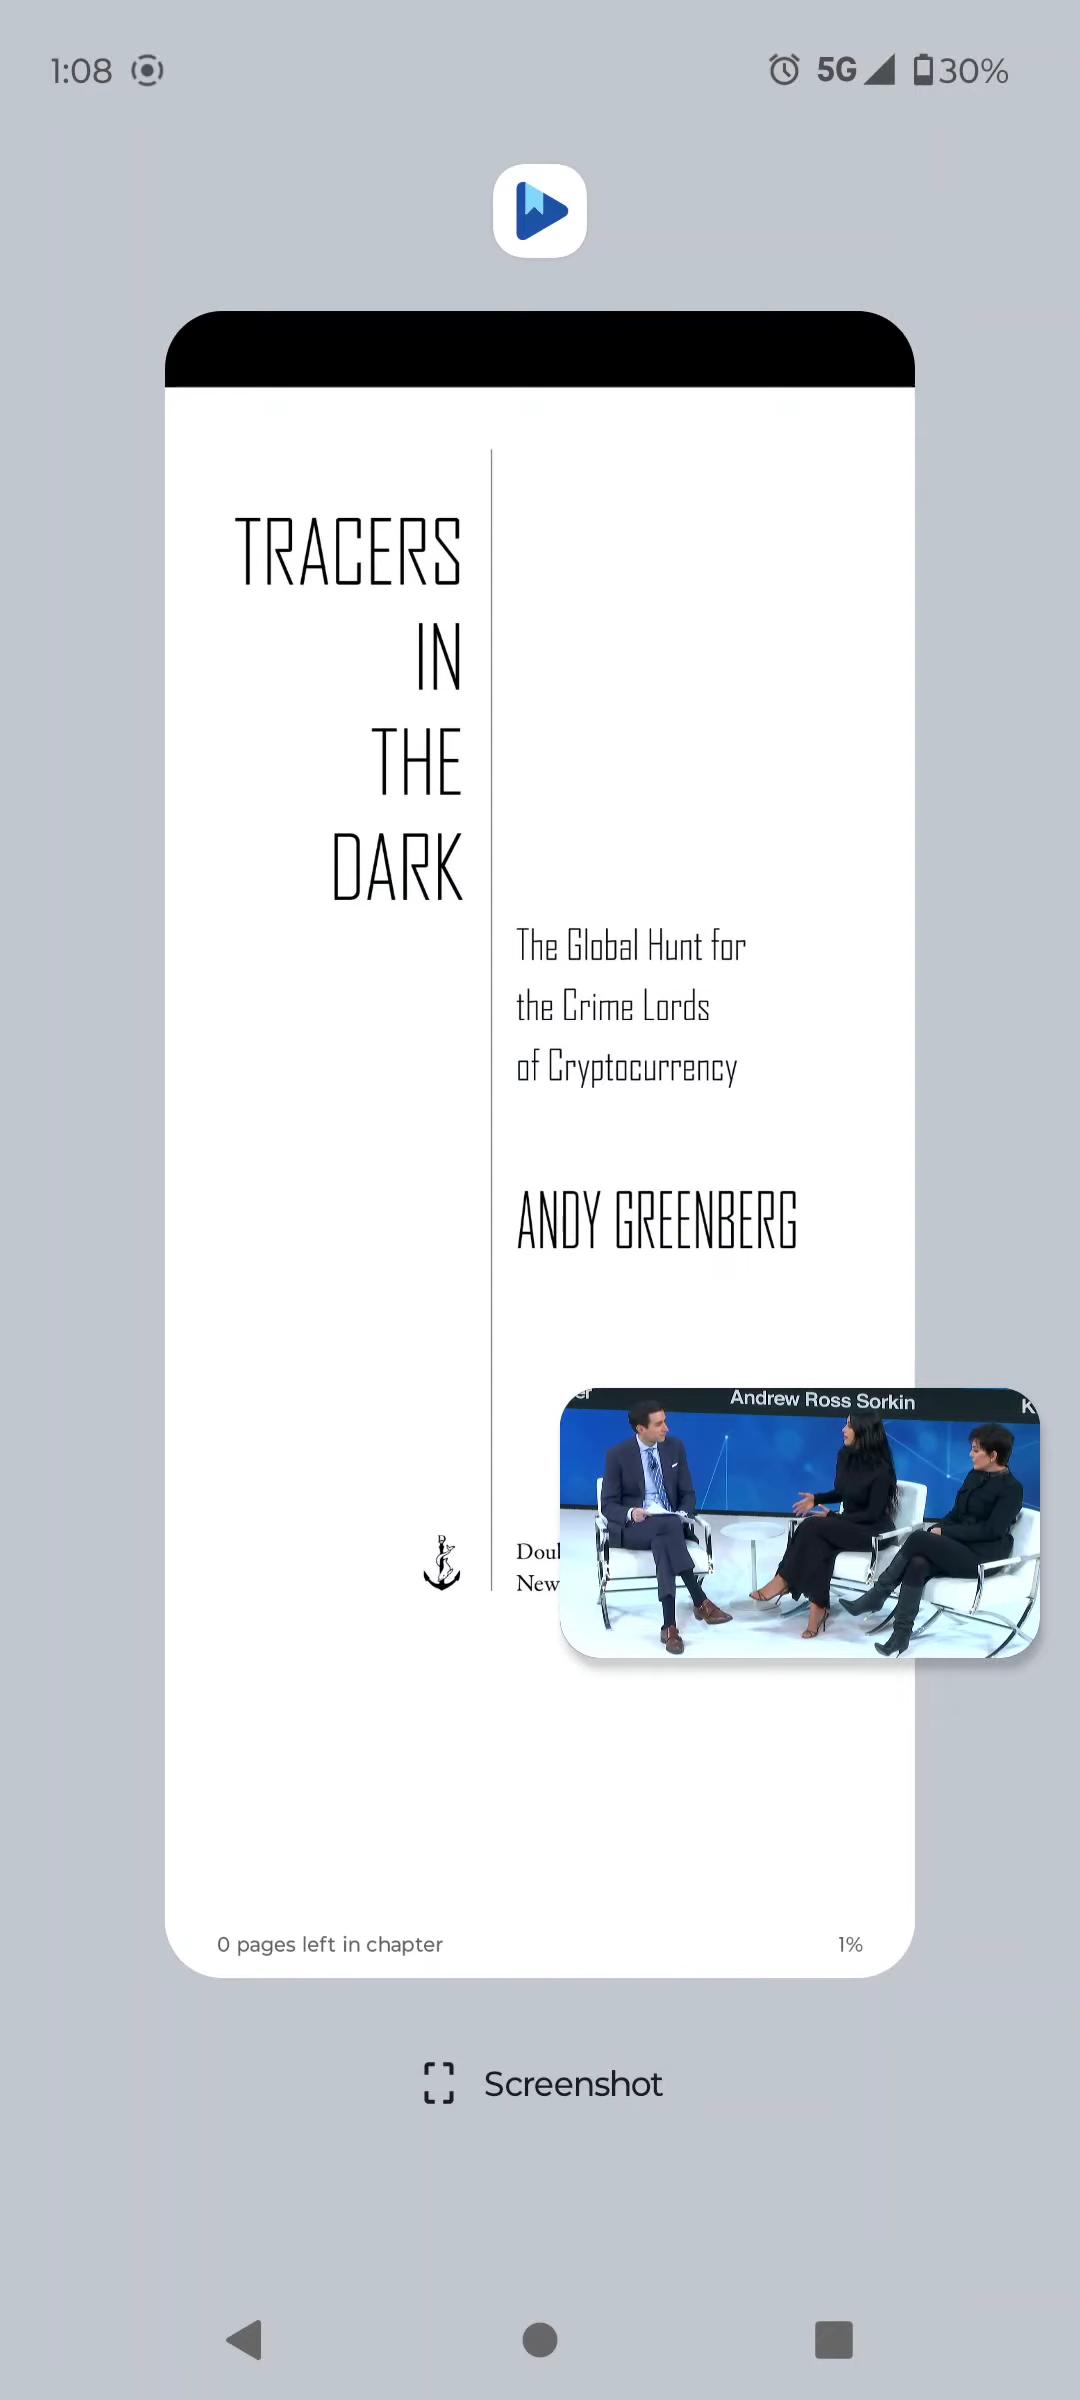 1:08
5G
30%
TRACERS
IN
THE
DARK
The Global Hunt for
the Crime Lords
of Cryptocurrency
ANDY GREENBERG
Andrew Ross Sorkin
New
0 pages left in chapter
1%
Screenshot